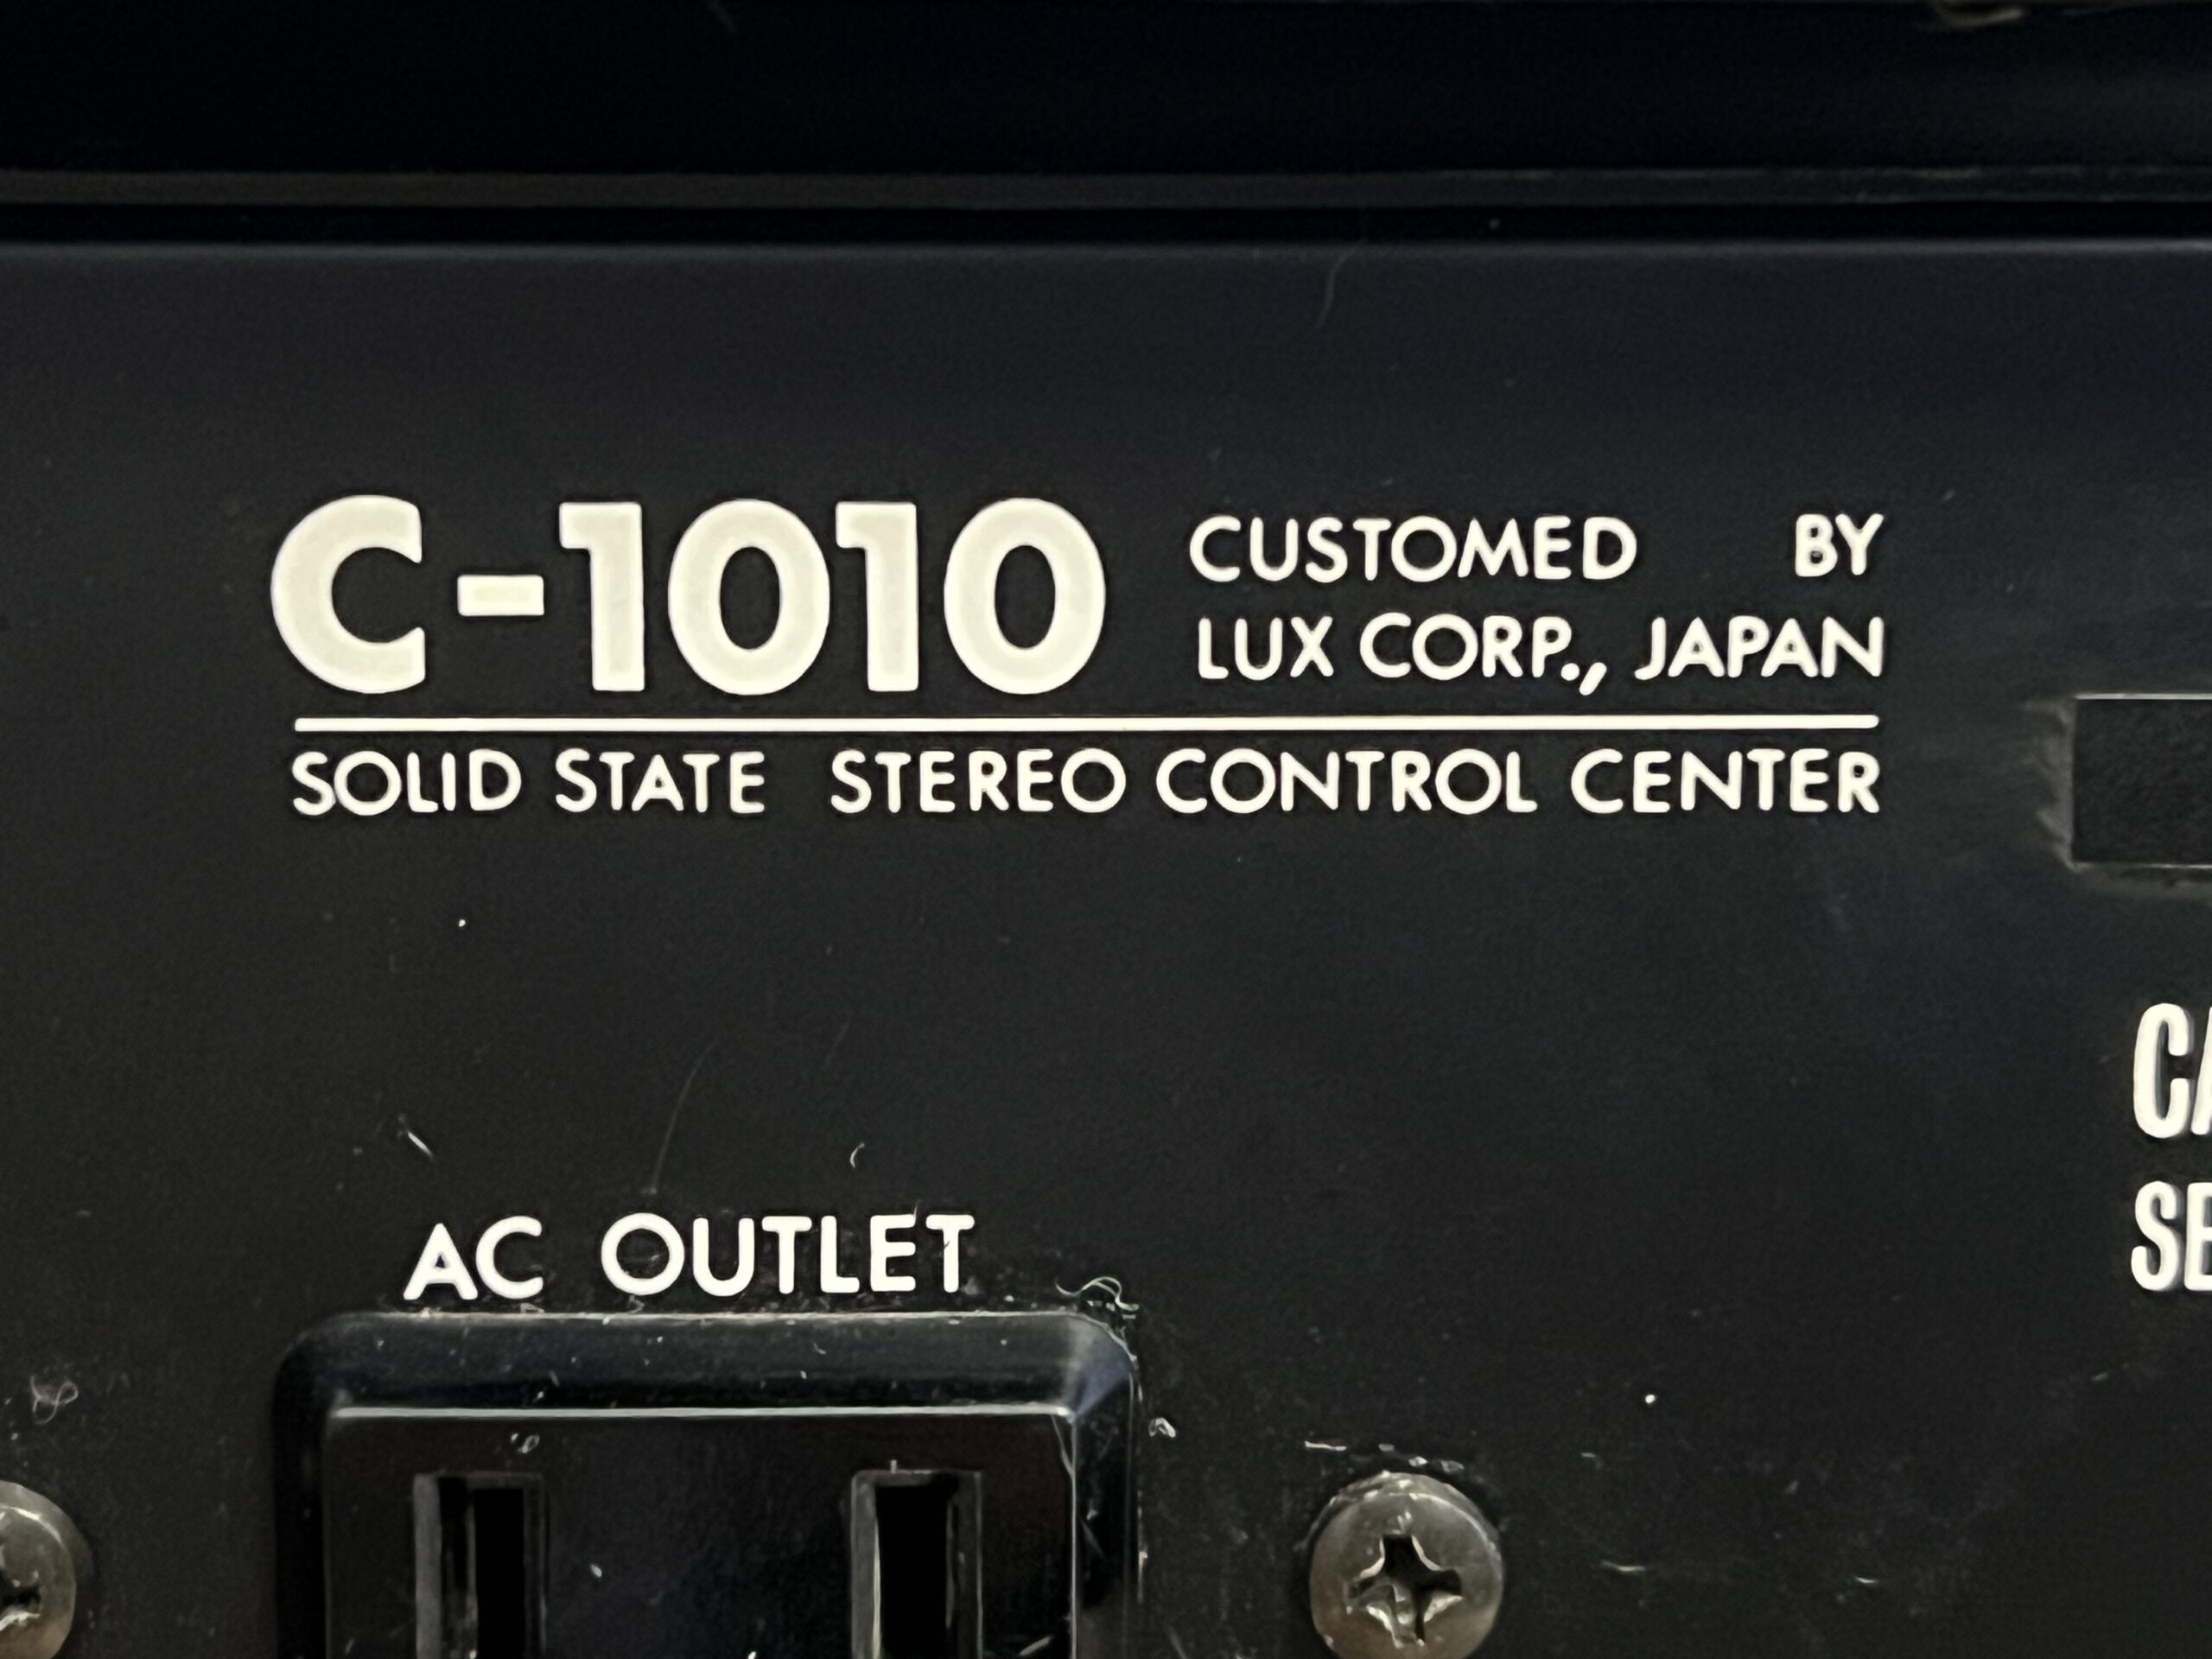 C-1010 CUSTOMED BY
LUX CORP., JAPAN
SOLID STATE STEREO CONTROL CENTER
AC OUTLET